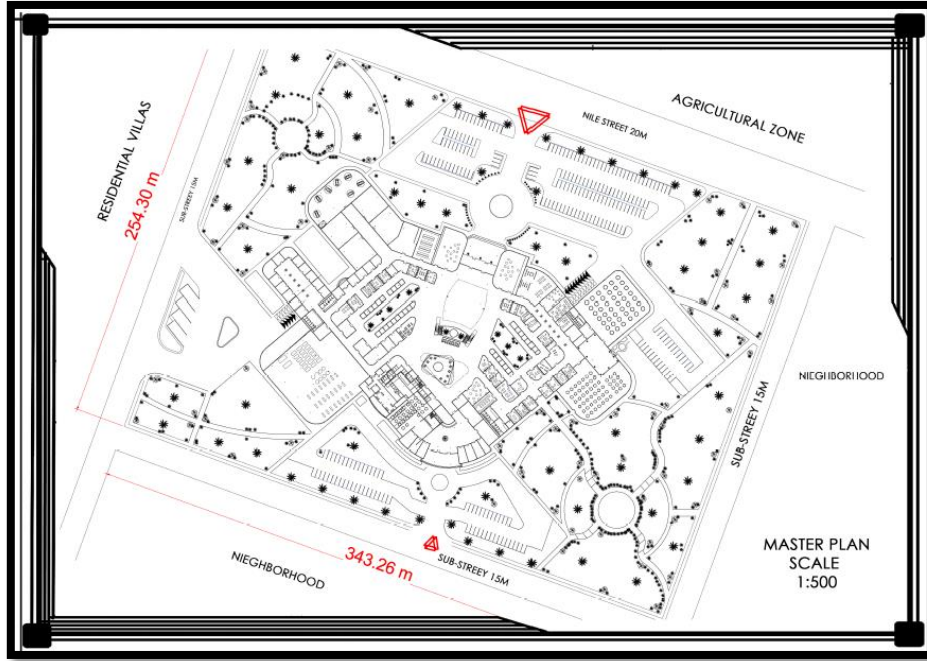 AGRICULTURAL ZONE
NILE STREET 20M
RESIDENTIAL VILLAS
254.30 m
SUB-STREEY 15M
NIEGHBORHOOD
SUB-STREEY 15M
343.26 m
SUB-STREEY 15M
NIEGHBORHOOD
MASTER PLAN
SCALE
1:500